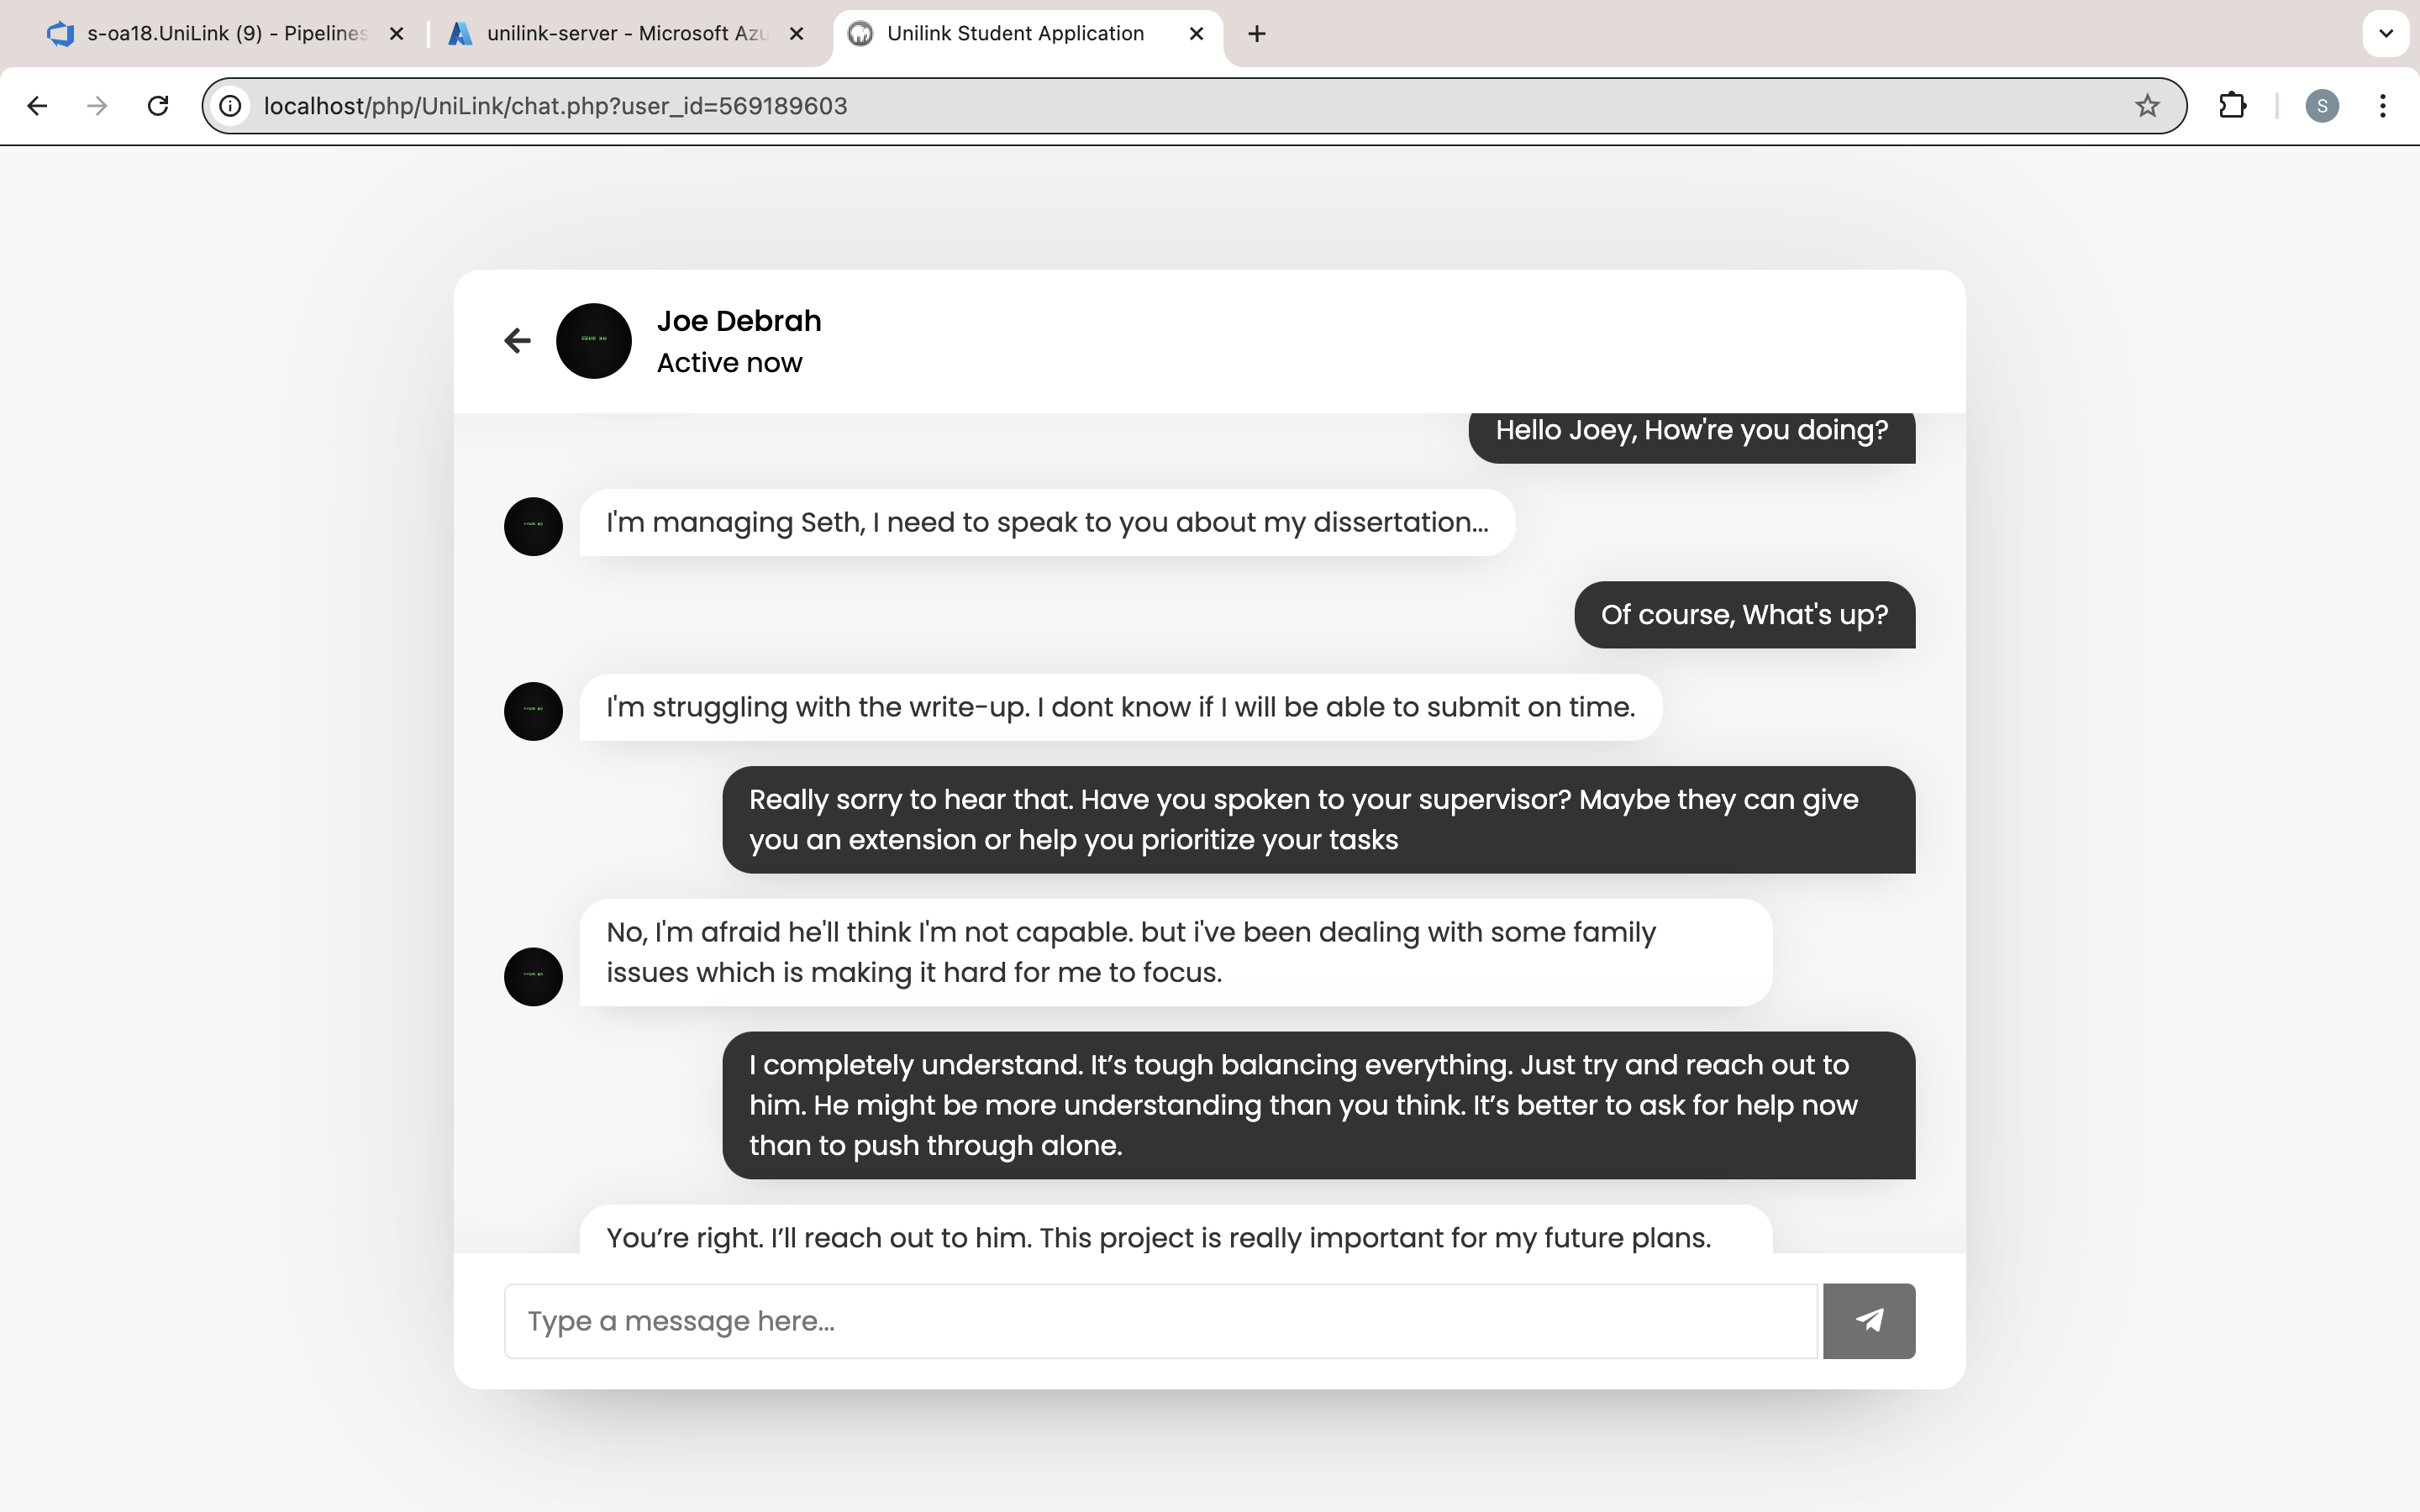 s-oa18.UniLink (9) - Pipelines
unilink-server - Microsoft Azu
Unilink Student Application
localhost/php/UniLink/chat.php?user_id=569189603
S
Joe Debrah
Active now
Hello Joey, How're you doing?
I'm managing Seth, I need to speak to you about my dissertation...
Of course, What's up?
I'm struggling with the write-up. I dont know if I will be able to submit on time.
Really sorry to hear that. Have you spoken to your supervisor? Maybe they can give
you an extension or help you prioritize your tasks
No, I'm afraid he'll think I'm not capable. but i've been dealing with some family
issues which is making it hard for me to focus.
I completely understand. It’s tough balancing everything. Just try and reach out to
him. He might be more understanding than you think. It’s better to ask for help now
than to push through alone.
You’re right. I’ll reach out to him. This project is really important for my future plans.
Type a message here...